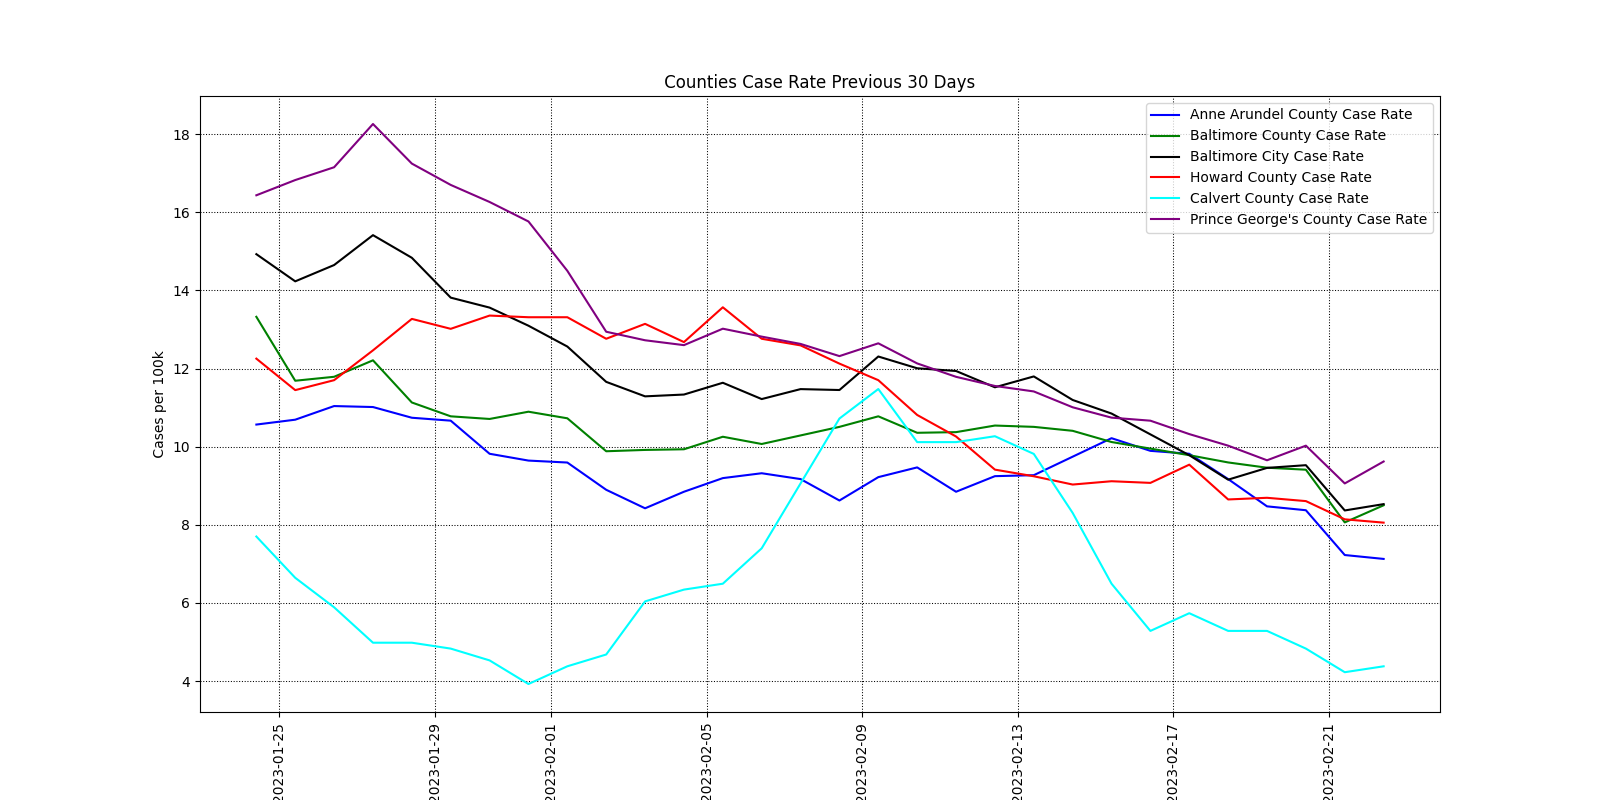 Counties Case Rate Previous 30 Days
Anne Arundel County Case Rate
Baltimore County Case Rate
Baltimore City Case Rate
Howard County Case Rate
Calvert County Case Rate
Prince George's County Case Rate
Cases per 100k
18
16
14
12
10
8
6
4
2023-01-25
2023-01-29
2023-02-01
2023-02-05
2023-02-09
2023-02-13
2023-02-17
2023-02-21